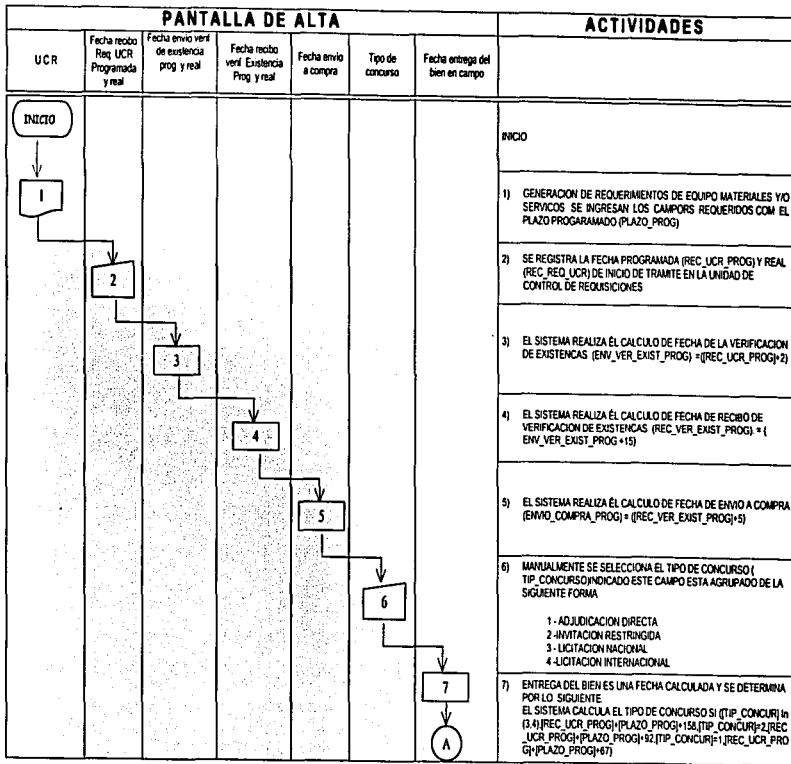 PANTALLA DE ALTA
ACTIVIDADES
UCR
Fecha recibo
Req UCR
Programada
y real
Fecha envio verif
de existencia
prog y real
Fecha recibo
verif Existencia
Prog y real
Fecha envio
a compra
Tipo de
concurso
Fecha entrega del
bien en campo
INICIO
INICIO
1
1) GENERACION DE REQUERIMIENTOS DE EQUIPO MATERIALES Y/O
SERVICOS SE INGRESAN LOS CAMPORS REQUERIDOS COM EL
PLAZO PROGARAMADO (PLAZO_PROG)
2
2) SE REGISTRA LA FECHA PROGRAMADA (REC_UCR_PROG) Y REAL
(REC_REQ_UCR) DE INICIO DE TRAMITE EN LA UNIDAD DE
CONTROL DE REQUISICIONES
3
3) EL SISTEMA REALIZA ÉL CALCULO DE FECHA DE LA VERIFICACION
DE EXISTENCAS (ENV_VER_EXIST_PROG) =([REC_UCR_PROG]+2)
4
4) EL SISTEMA REALIZA ÉL CALCULO DE FECHA DE RECIBO DE
VERIFICACION DE EXISTENCAS (REC_VER_EXIST_PROG). = (
ENV_VER_EXIST_PROG +15)
5
5) EL SISTEMA REALIZA ÉL CALCULO DE FECHA DE ENVIO A COMPRA
(ENVIO_COMPRA_PROG) = ([REC_VER_EXIST_PROG]+5)
6
6) MANUALMENTE SE SELECCIONA EL TIPO DE CONCURSO (
TIP_CONCURSO)INDICADO ESTE CAMPO ESTA AGRUPADO DE LA
SIGUIENTE FORMA
1 - ADJUDICACION DIRECTA
2 -INVITACION RESTRINGIDA
3 - LICITACION NACIONAL
4 -LICITACION INTERNACIONAL
7
7) ENTREGA DEL BIEN ES UNA FECHA CALCULADA Y SE DETERMINA
POR LO SIGUIENTE
EL SISTEMA CALCULA EL TIPO DE CONCURSO SI ([TIP_CONCUR] In
(3,4),[REC_UCR_PROG]+[PLAZO_PROG]+158,[TIP_CONCUR]=2,[REC
_UCR_PROG]+[PLAZO_PROG]+92,[TIP_CONCUR]=1,[REC_UCR_PRO
G]+[PLAZO_PROG]+67)
A